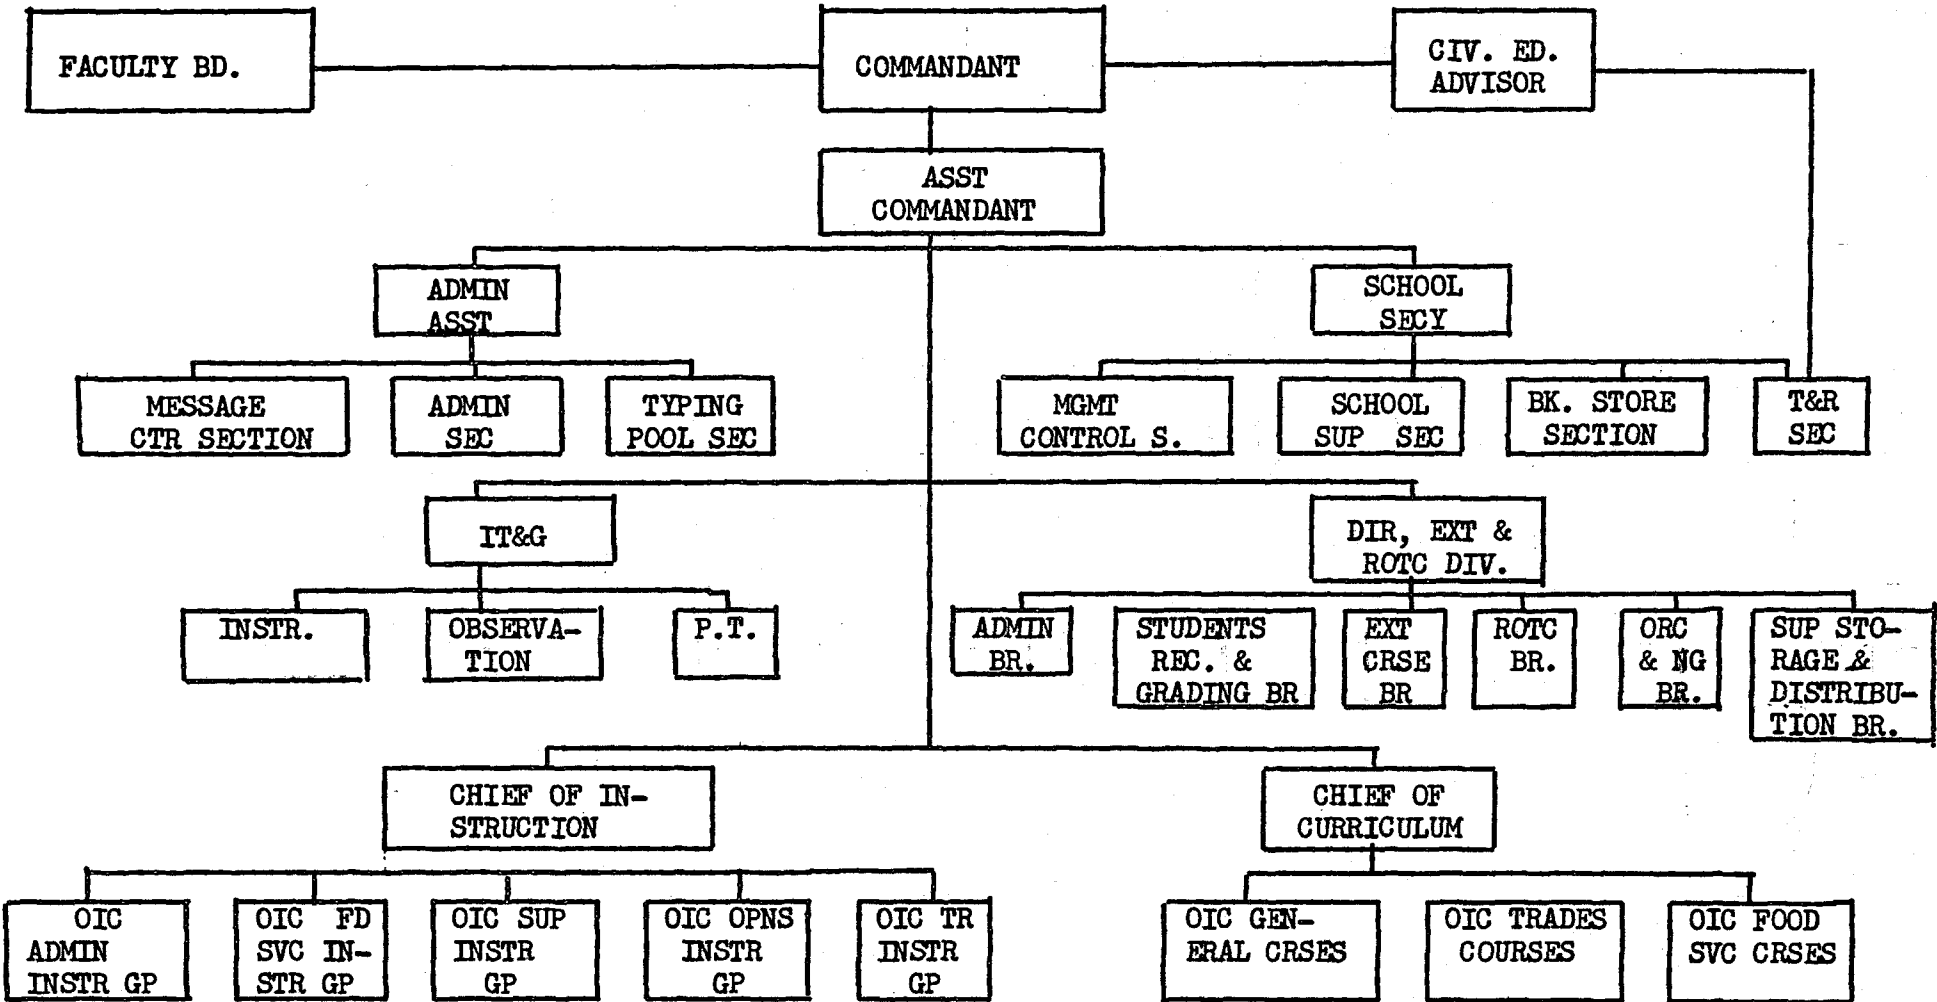 FACULTY BD.
COMMANDANT
CIV. ED.
ADVISOR
ASST
COMMANDANT
ADMIN
ASST
SCHOOL
SECY
MESSAGE
CTR SECTION
ADMIN
SEC
TYPING
POOL SEC
MGMT
CONTROL S.
SCHOOL
SUP SEC
BK. STORE
SECTION
T&R
SEC
IT&G
DIR, EXT &
ROTC DIV.
INSTR.
OBSERVA-
TION
P.T.
ADMIN
BR.
STUDENTS
REC. &
GRADING BR
EXT
CRSE
BR
ROTC
BR.
ORC
& NG
BR.
SUP STO-
RAGE &
DISTRIBU-
TION BR.
CHIEF OF IN-
STRUCTION
CHIEF OF
CURRICULUM
OIC
ADMIN
INSTR GP
OIC FD
SVC IN-
STR GP
OIC SUP
INSTR
GP
OIC OPNS
INSTR
GP
OIC TR
INSTR
GP
OIC GEN-
ERAL CRSES
OIC TRADES
COURSES
OIC FOOD
SVC CRSES